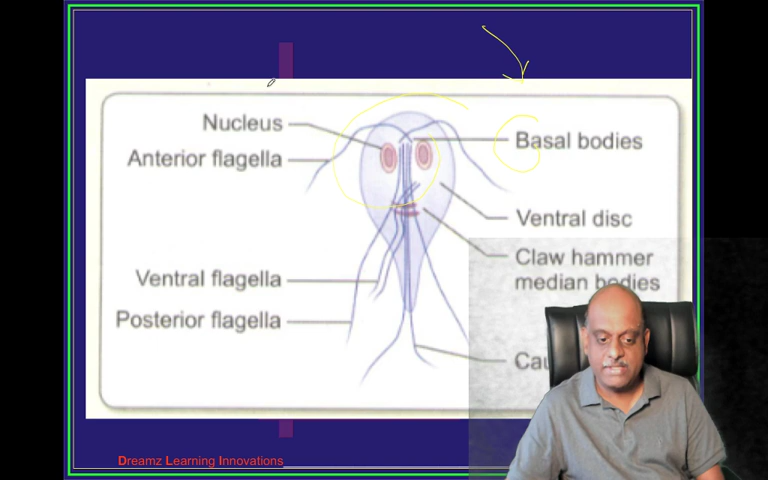 Nucleus
Basal bodies
Anterior flagella
Ventral disc
Claw hammer
median bodies
Ventral flagella
Posterior flagella
Dreamz Learning Innovations